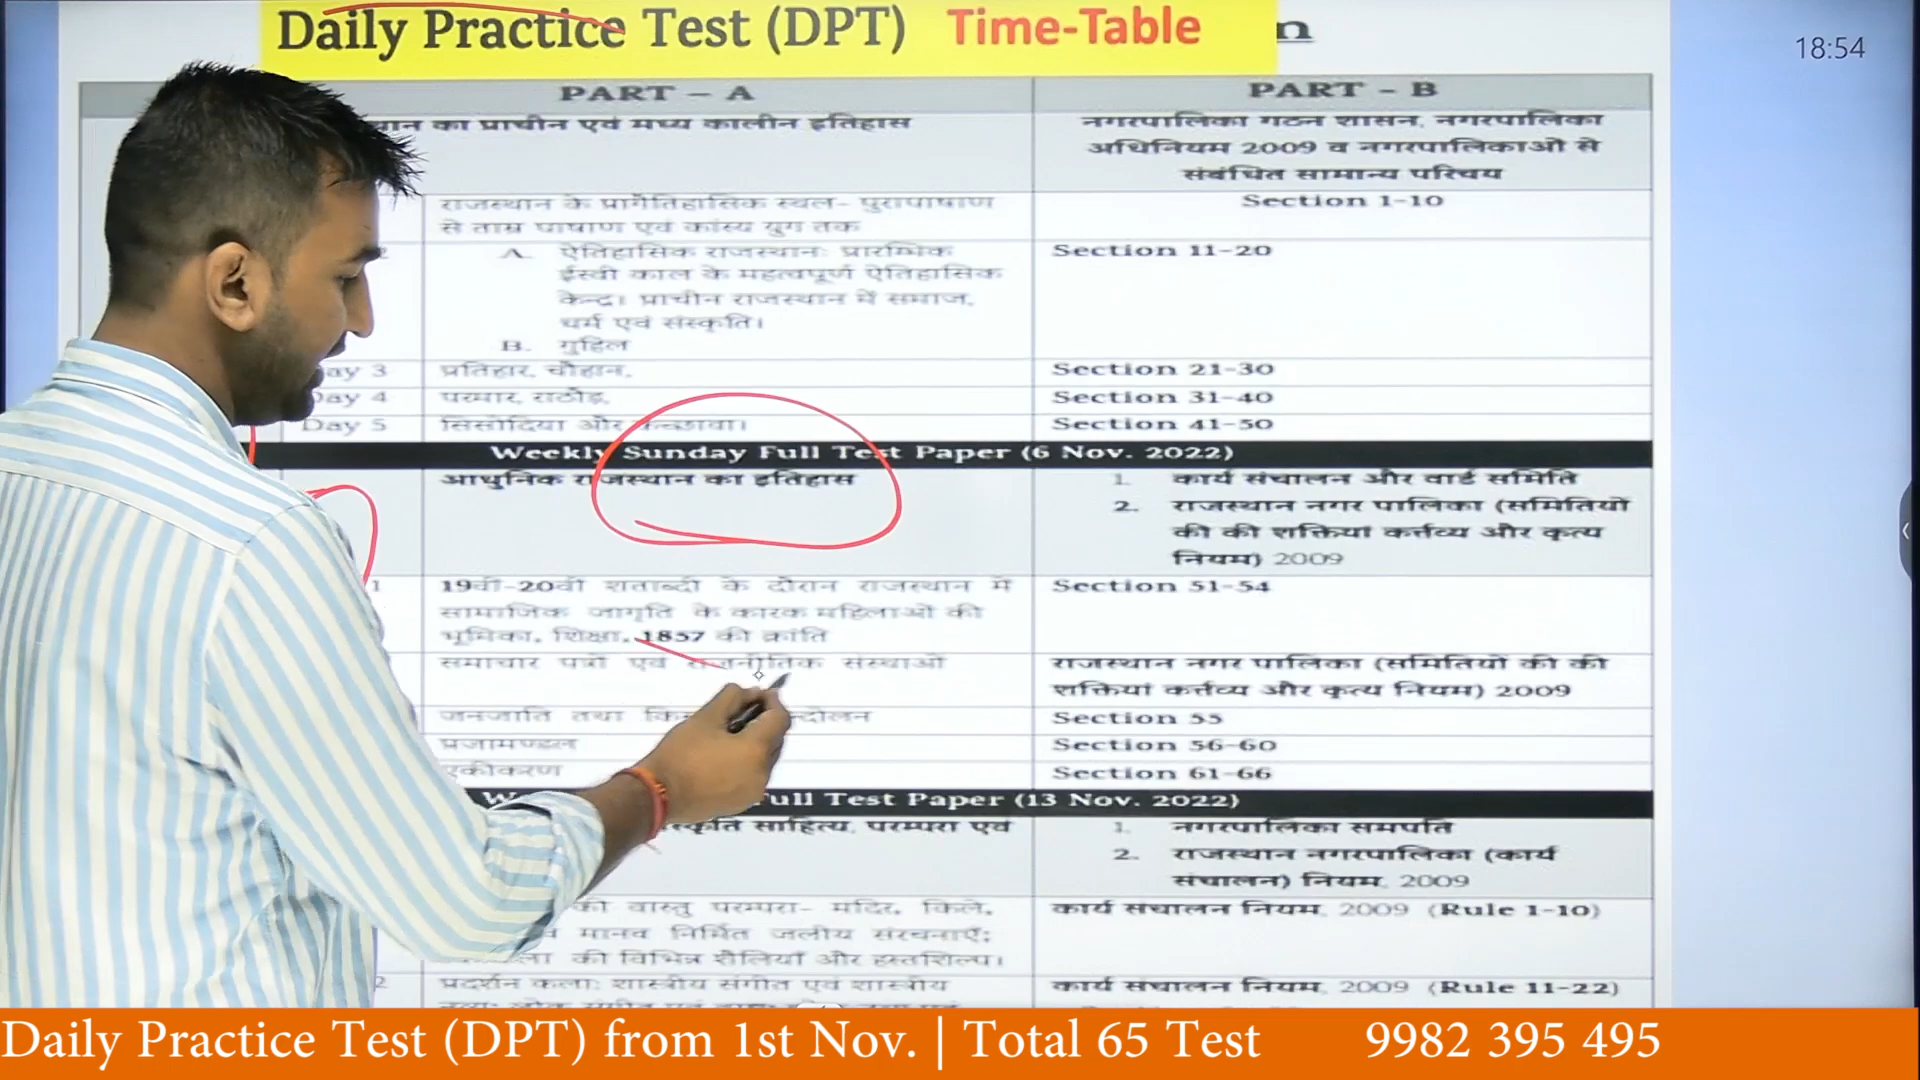 Daily Practice Test (DPT) Time-Table
18:54
PART – A
PART - B
का प्राचीन एवं मध्य कालीन इतिहास
नगरपालिका गठन शासन, नगरपालिका
अधिनियम 2009 व नगरपालिकाओं से
संबंधित सामान्य परिचय
राजस्थान के प्रागैतिहासिक स्थल- पुरापाषाण
से ताम्र पाषाण एवं कांस्य युग तक
Section 1-10
A. ऐतिहासिक राजस्थानः प्रारम्भिक
ईस्वी काल के महत्वपूर्ण ऐतिहासिक
केन्द्र। प्राचीन राजस्थान में समाज,
धर्म एवं संस्कृति।
B. गुहिल
Section 11-20
प्रतिहार, चौहान,
Section 21-30
परमार, राठौड़,
Section 31-40
Day 5
सिसोदिया और कच्छावा।
Section 41-50
Weekly Sunday Full Test Paper (6 Nov. 2022)
आधुनिक राजस्थान का इतिहास
1. कार्य संचालन और वार्ड समिति
2. राजस्थान नगर पालिका (समितियों
की की शक्तियां कर्त्तव्य और कृत्य
नियम) 2009
1
19वी-20वी शताब्दी के दौरान राजस्थान में
सामाजिक जागृति के कारक महिलाओं की
भूमिका, शिक्षा, 1857 की क्रांति
Section 51-54
समाचार पत्रों एवं राजनीतिक संस्थाओं
राजस्थान नगर पालिका (समितियों की की
शक्तियां कर्त्तव्य और कृत्य नियम) 2009
जनजाति तथा
Section 55
प्रजामण्डल
Section 56-60
एकीकरण
Section 61-66
Full Test Paper (13 Nov. 2022)
साहित्य, परम्परा एवं
1. नगरपालिका सम्पति
2. राजस्थान नगरपालिका (कार्य
संचालन) नियम, 2009
की वास्तु परम्परा- मंदिर, किले,
मानव निर्मित जलीय संरचनाएँ;
की विभिन्न शैलियाँ और हस्तशिल्प।
कार्य संचालन नियम, 2009 (Rule 1-10)
2
प्रदर्शन कलाः शास्त्रीय संगीत एवं शास्त्रीय
कार्य संचालन नियम, 2009 (Rule 11-22)
Daily Practice Test (DPT) from 1st Nov. | Total 65 Test 9982 395 495